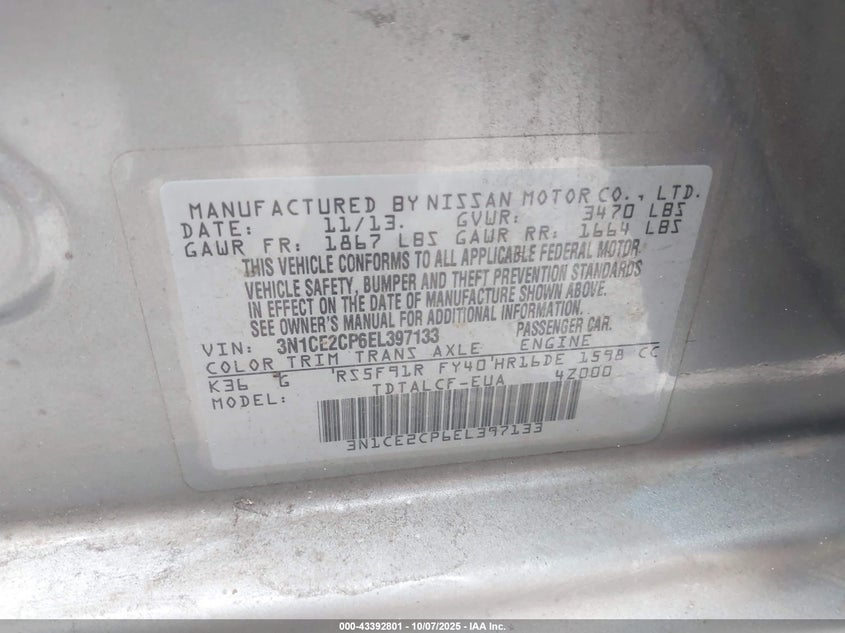 MANUFACTURED BY NISSAN MOTOR CO., LTD.
DATE: 11/13. GVWR: 3470 LBS
GAWR FR: 1867 LBS GAWR RR: 1664 LBS
THIS VEHICLE CONFORMS TO ALL APPLICABLE FEDERAL MOTOR
VEHICLE SAFETY, BUMPER AND THEFT PREVENTION STANDARDS
IN EFFECT ON THE DATE OF MANUFACTURE SHOWN ABOVE.
SEE OWNER'S MANUAL FOR FURTHER INFORMATION.
VIN: 3N1CE2CP6EL397133 PASSENGER CAR.
COLOR TRIM TRANS AXLE ENGINE
K36 G RS5F91R FY40 HR16DE 1598 CC
MODEL: TDTALCF-EUA 4Z000
3N1CE2CP6EL397133
000-43392801 - 10/07/2025 - IAA Inc.